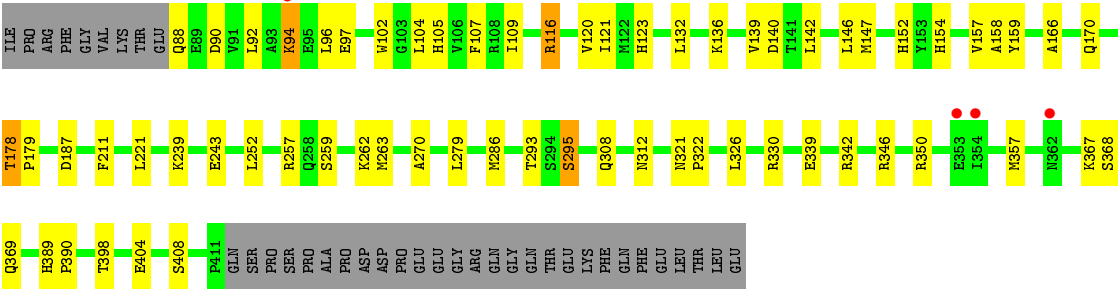 ILE PRO ARG PHE GLY VAL LYS THR GLU Q88 E89 D90 V91 L92 A93 K94 E95 L96 E97 W102 G103 L104 H105 V106 F107 R108 I109 R116 V120 I121 M122 H123 L132 K136 V139 D140 T141 L142 L146 M147 H152 Y153 H154 V157 A158 Y159 A166 Q170
T178 P179 D187 F211 L221 K239 E243 L252 R257 Q258 S259 K262 M263 A270 L279 M286 T293 S294 S295 Q308 N312 N321 P322 L326 R330 E339 R342 R346 R350 E353 I354 M357 N362 K367 S368
Q369 H389 P390 T398 E404 S408 P411 GLN SER PRO SER PRO ALA PRO ASP ASP PRO GLU GLU GLY ARG GLN GLY GLN THR GLU LYS PHE GLN PHE GLU LEU THR LEU GLU